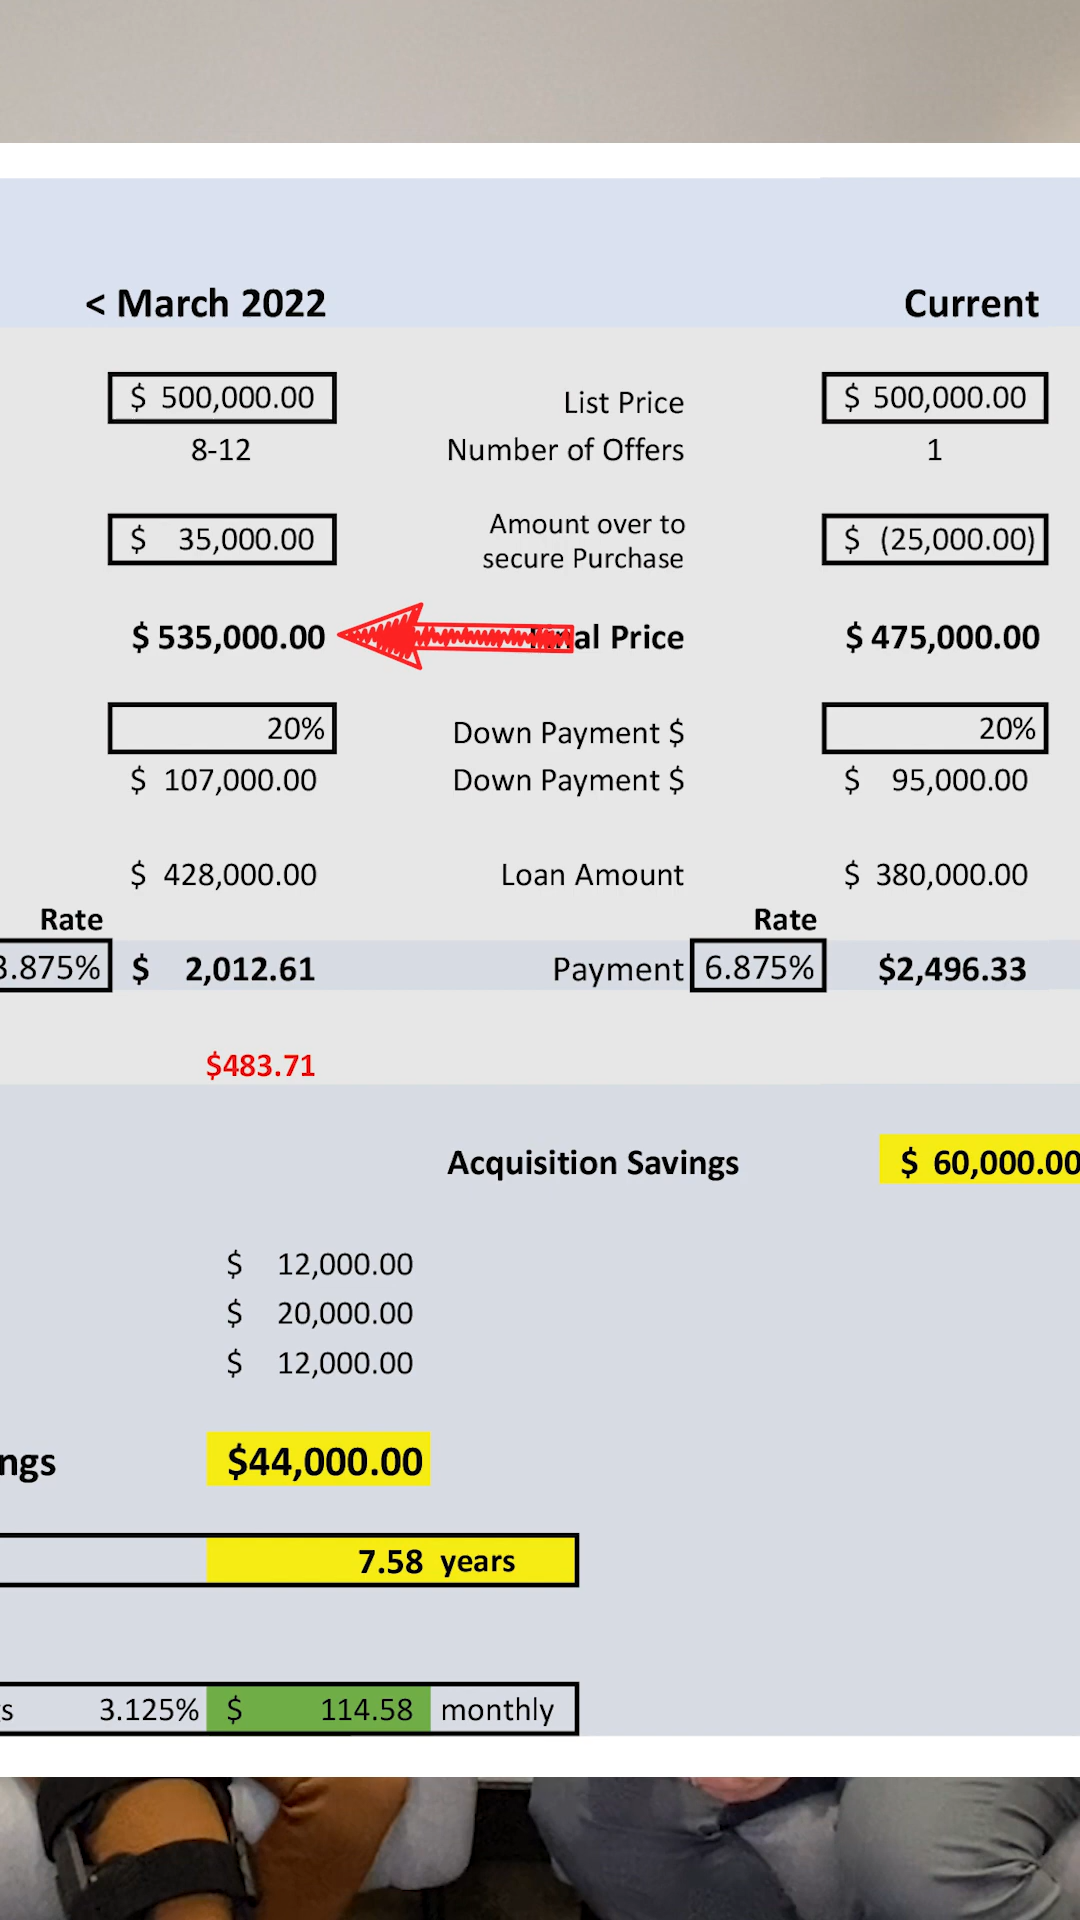 < March 2022 Current
$ 500,000.00 List Price $ 500,000.00
8-12 Number of Offers 1
$ 35,000.00 Amount over to secure Purchase $ (25,000.00)
$ 535,000.00 Final Price $ 475,000.00
20% Down Payment $ 20%
$ 107,000.00 Down Payment $ $ 95,000.00
$ 428,000.00 Loan Amount $ 380,000.00
Rate Rate
3.875% $ 2,012.61 Payment 6.875% $2,496.33
$483.71
Acquisition Savings $ 60,000.00
$ 12,000.00
$ 20,000.00
$ 12,000.00
ngs $44,000.00
7.58 years
s 3.125% $ 114.58 monthly